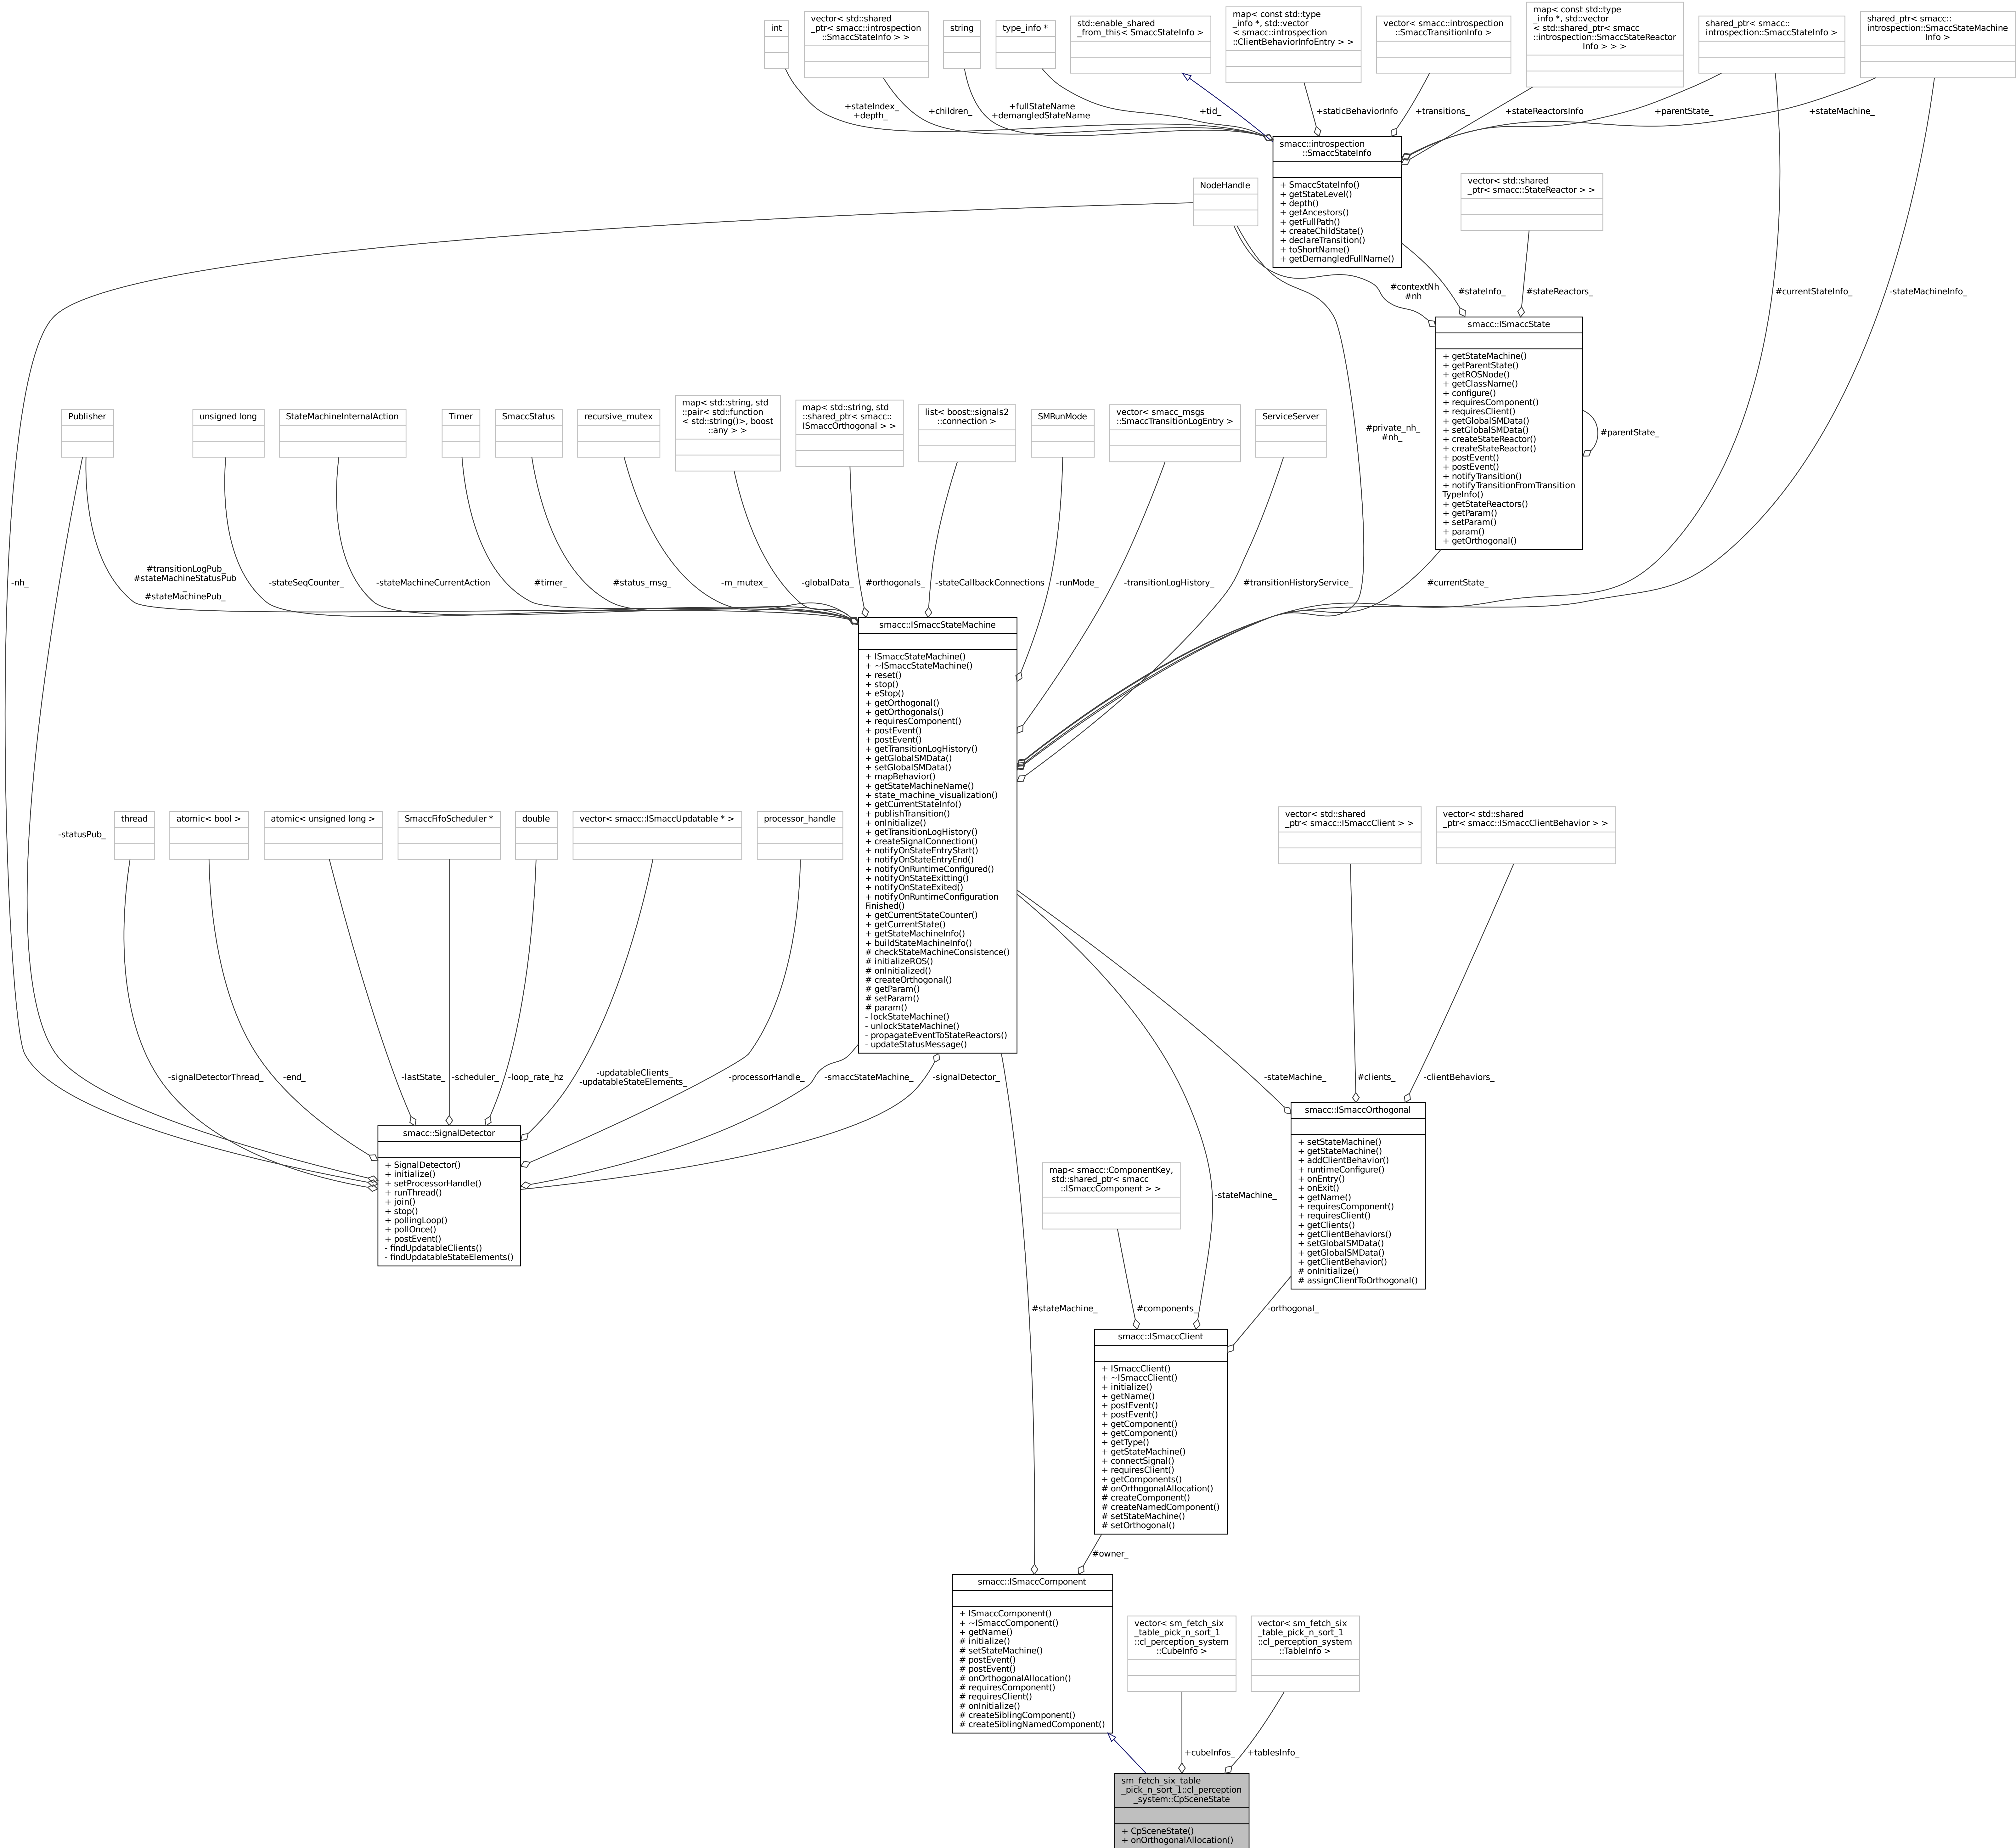 int
vector< std::shared
_ptr< smacc::introspection
::SmaccStateInfo > >
string
type_info *
std::enable_shared
_from_this< SmaccStateInfo >
map< const std::type
_info *, std::vector
< smacc::introspection
::ClientBehaviorInfoEntry > >
vector< smacc::introspection
::SmaccTransitionInfo >
map< const std::type
_info *, std::vector
< std::shared_ptr< smacc
::introspection::SmaccStateReactor
Info > > >
shared_ptr< smacc::
introspection::SmaccStateInfo >
shared_ptr< smacc::
introspection::SmaccStateMachine
Info >
+stateIndex_
+depth_
+children_
+fullStateName
+demangledStateName
+tid_
+staticBehaviorInfo
+transitions_
+stateReactorsInfo
+parentState_
+stateMachine_
smacc::introspection
::SmaccStateInfo
+ SmaccStateInfo()
+ getStateLevel()
+ depth()
+ getAncestors()
+ getFullPath()
+ createChildState()
+ declareTransition()
+ toShortName()
+ getDemangledFullName()
NodeHandle
vector< std::shared
_ptr< smacc::StateReactor > >
#contextNh
#nh
#stateInfo_
#stateReactors_
#currentStateInfo_
-stateMachineInfo_
smacc::ISmaccState
+ getStateMachine()
+ getParentState()
+ getROSNode()
+ getClassName()
+ configure()
+ requiresComponent()
+ requiresClient()
+ getGlobalSMData()
+ setGlobalSMData()
+ createStateReactor()
+ createStateReactor()
+ postEvent()
+ postEvent()
+ notifyTransition()
+ notifyTransitionFromTransition
TypeInfo()
+ getStateReactors()
+ getParam()
+ setParam()
+ param()
+ getOrthogonal()
#parentState_
Publisher
unsigned long
StateMachineInternalAction
Timer
SmaccStatus
recursive_mutex
map< std::string, std
::pair< std::function
< std::string()>, boost
::any > >
map< std::string, std
::shared_ptr< smacc::
ISmaccOrthogonal > >
list< boost::signals2
::connection >
SMRunMode
vector< smacc_msgs
::SmaccTransitionLogEntry >
ServiceServer
#private_nh_
#nh_
-nh_
#transitionLogPub_
#stateMachineStatusPub
_
#stateMachinePub_
-stateSeqCounter_
-stateMachineCurrentAction
#timer_
#status_msg_
-m_mutex_
-globalData_
#orthogonals_
-stateCallbackConnections
-runMode_
-transitionLogHistory_
#transitionHistoryService_
#currentState_
smacc::ISmaccStateMachine
+ ISmaccStateMachine()
+ ~ISmaccStateMachine()
+ reset()
+ stop()
+ eStop()
+ getOrthogonal()
+ getOrthogonals()
+ requiresComponent()
+ postEvent()
+ postEvent()
+ getTransitionLogHistory()
+ getGlobalSMData()
+ setGlobalSMData()
+ mapBehavior()
+ getStateMachineName()
+ state_machine_visualization()
+ getCurrentStateInfo()
+ publishTransition()
+ onInitialize()
+ getTransitionLogHistory()
+ createSignalConnection()
+ notifyOnStateEntryStart()
+ notifyOnStateEntryEnd()
+ notifyOnRuntimeConfigured()
+ notifyOnStateExitting()
+ notifyOnStateExited()
+ notifyOnRuntimeConfiguration
Finished()
+ getCurrentStateCounter()
+ getCurrentState()
+ getStateMachineInfo()
+ buildStateMachineInfo()
# checkStateMachineConsistence()
# initializeROS()
# onInitialized()
# createOrthogonal()
# getParam()
# setParam()
# param()
- lockStateMachine()
- unlockStateMachine()
- propagateEventToStateReactors()
- updateStatusMessage()
-statusPub_
thread
atomic< bool >
atomic< unsigned long >
SmaccFifoScheduler *
double
vector< smacc::ISmaccUpdatable * >
processor_handle
vector< std::shared
_ptr< smacc::ISmaccClient > >
vector< std::shared
_ptr< smacc::ISmaccClientBehavior > >
-signalDetectorThread_
-end_
-lastState_
-scheduler_
-loop_rate_hz
-updatableClients_
-updatableStateElements_
-processorHandle_
-smaccStateMachine_
-signalDetector_
-stateMachine_
#clients_
-clientBehaviors_
smacc::SignalDetector
+ SignalDetector()
+ initialize()
+ setProcessorHandle()
+ runThread()
+ join()
+ stop()
+ pollingLoop()
+ pollOnce()
+ postEvent()
- findUpdatableClients()
- findUpdatableStateElements()
smacc::ISmaccOrthogonal
+ setStateMachine()
+ getStateMachine()
+ addClientBehavior()
+ runtimeConfigure()
+ onEntry()
+ onExit()
+ getName()
+ requiresComponent()
+ requiresClient()
+ getClients()
+ getClientBehaviors()
+ setGlobalSMData()
+ getGlobalSMData()
+ getClientBehavior()
# onInitialize()
# assignClientToOrthogonal()
map< smacc::ComponentKey,
std::shared_ptr< smacc
::ISmaccComponent > >
-stateMachine_
#stateMachine_
#components_
-orthogonal_
smacc::ISmaccClient
+ ISmaccClient()
+ ~ISmaccClient()
+ initialize()
+ getName()
+ postEvent()
+ postEvent()
+ getComponent()
+ getComponent()
+ getType()
+ getStateMachine()
+ connectSignal()
+ requiresClient()
+ getComponents()
# onOrthogonalAllocation()
# createComponent()
# createNamedComponent()
# setStateMachine()
# setOrthogonal()
#owner_
smacc::ISmaccComponent
+ ISmaccComponent()
+ ~ISmaccComponent()
+ getName()
# initialize()
# setStateMachine()
# postEvent()
# postEvent()
# onOrthogonalAllocation()
# requiresComponent()
# requiresClient()
# onInitialize()
# createSiblingComponent()
# createSiblingNamedComponent()
vector< sm_fetch_six
_table_pick_n_sort_1
::cl_perception_system
::CubeInfo >
vector< sm_fetch_six
_table_pick_n_sort_1
::cl_perception_system
::TableInfo >
+cubeInfos_
+tablesInfo_
sm_fetch_six_table
_pick_n_sort_1::cl_perception
_system::CpSceneState
+ CpSceneState()
+ onOrthogonalAllocation()